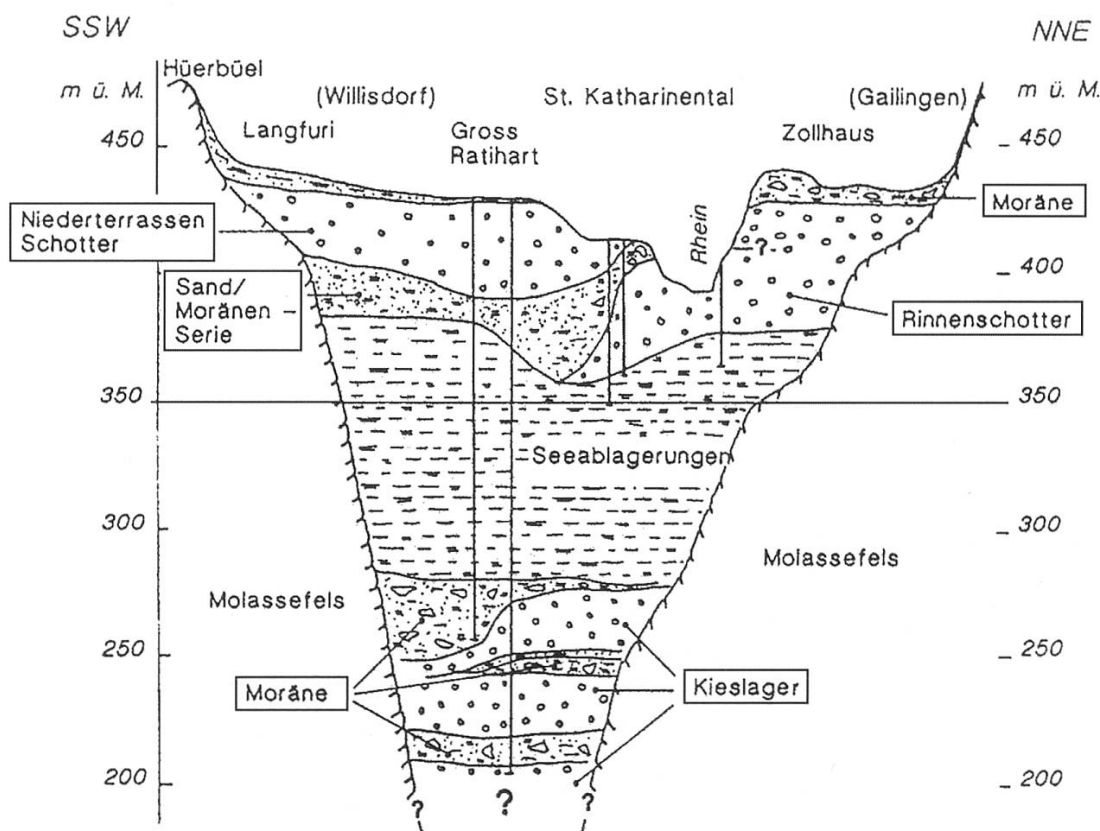 SSW
NNE
Hüerbüel
m ü. M.
(Willisdorf)
St. Katharinental
(Gailingen)
m ü. M.
450
Langfuri
Gross
Ratihart
Zollhaus
450
Niederterrassen
Schotter
Rhein
Moräne
?
400
Sand/
Moränen –
Serie
Rinnenschotter
350
350
Seeablagerungen
300
300
Molassefels
Molassefels
250
250
Moräne
Kieslager
200
200
?
?
?